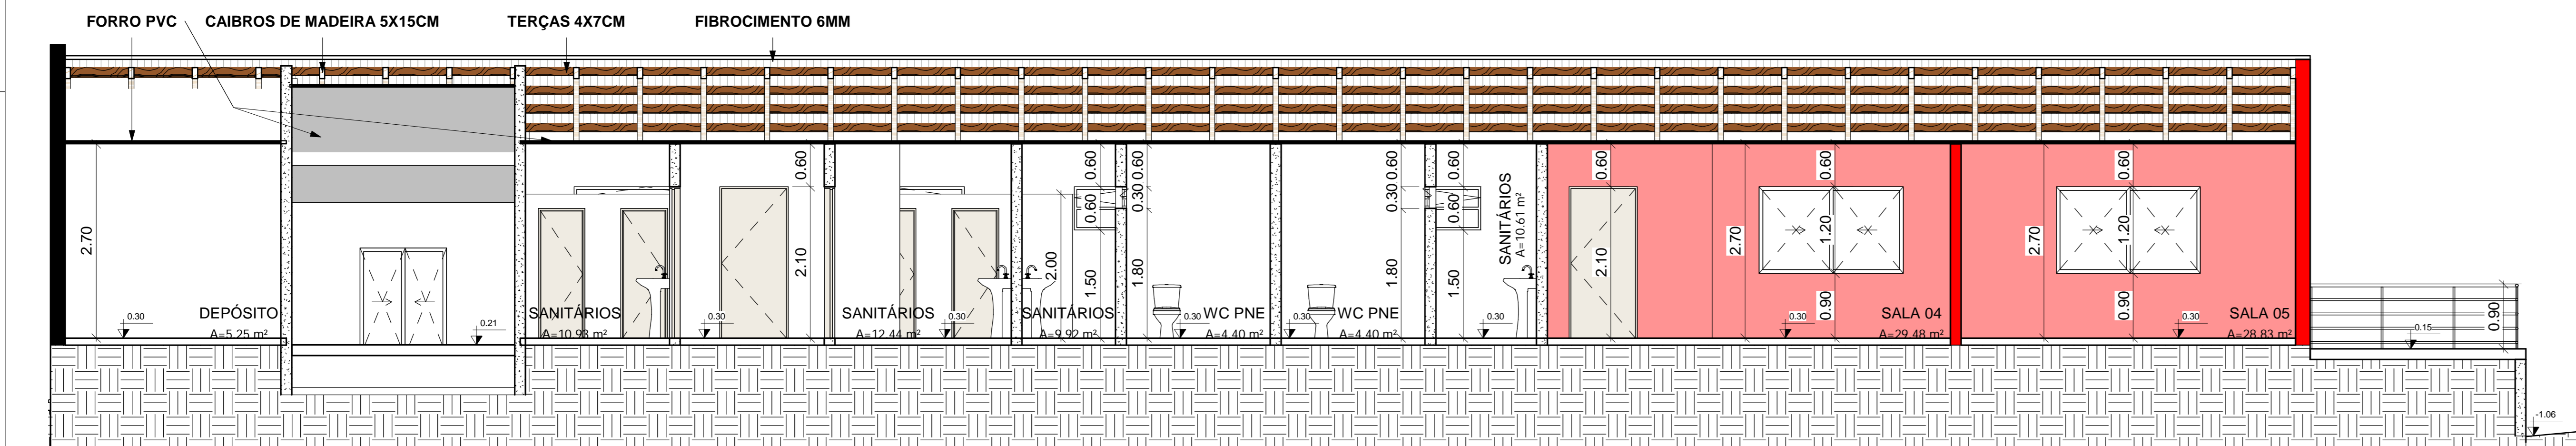 FORRO PVC
CAIBROS DE MADEIRA 5X15CM
TERÇAS 4X7CM
FIBROCIMENTO 6MM
2.70
0.30
DEPÓSITO
A=5.25 m²
0.21
SANITÁRIOS
A=10.93 m²
0.30
0.60
2.10
SANITÁRIOS
A=12.44 m²
0.30
2.00
SANITÁRIOS
A=9.92 m²
0.60
0.60
1.50
0.60
0.30
1.80
0.30
WC PNE
A=4.40 m²
0.30
WC PNE
A=4.40 m²
0.60
0.30
1.80
0.60
0.60
1.50
0.30
SANITÁRIOS
A=10.61 m²
0.60
2.10
2.70
0.60
1.20
0.90
0.30
SALA 04
A=29.48 m²
2.70
0.60
1.20
0.90
0.30
SALA 05
A=28.83 m²
0.15
0.90
-1.06